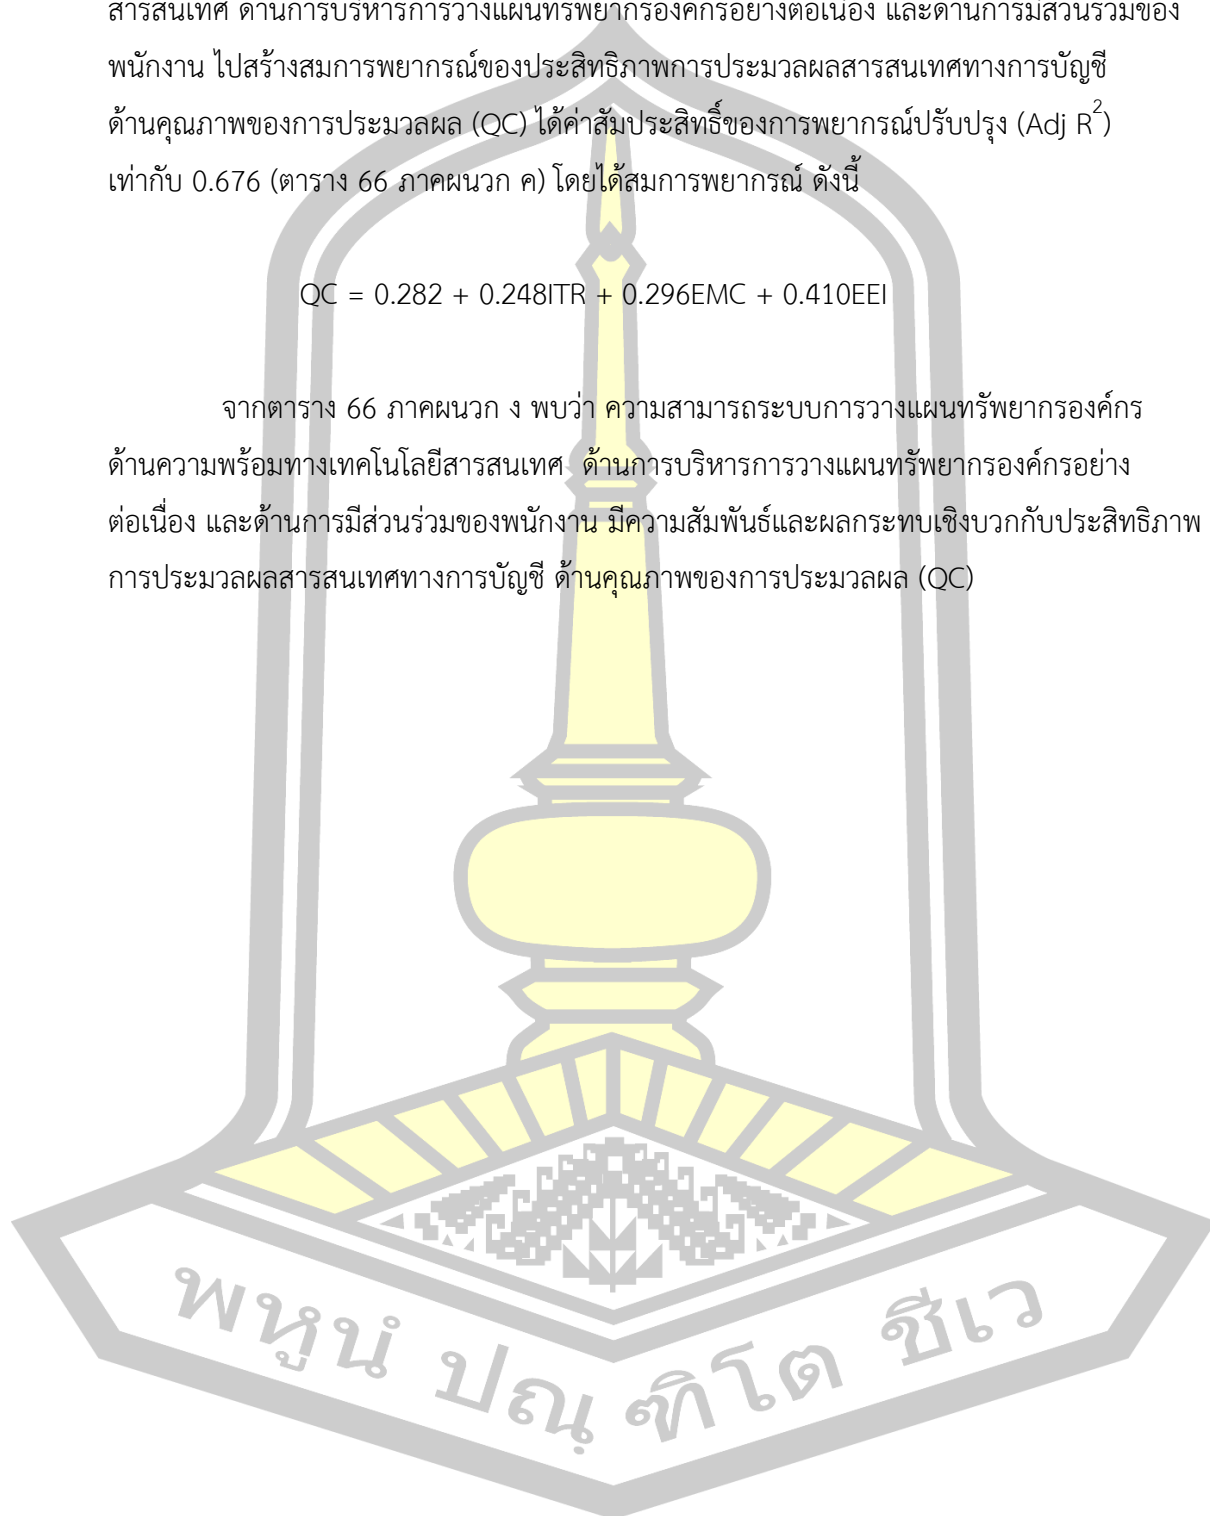 สารสนเทศ ด้านการบริหารการวางแผนทรัพยากรองค์กรอย่างต่อเนื่อง และด้านการมีส่วนร่วมของ
พนักงาน ไปสร้างสมการพยากรณ์ของประสิทธิภาพการประมวลผลสารสนเทศทางการบัญชี
ด้านคุณภาพของการประมวลผล (QC) ได้ค่าสัมประสิทธิ์ของการพยากรณ์ปรับปรุง (Adj R²)
เท่ากับ 0.676 (ตาราง 66 ภาคผนวก ค) โดยได้สมการพยากรณ์ ดังนี้
QC = 0.282 + 0.248ITR + 0.296EMC + 0.410EEI
จากตาราง 66 ภาคผนวก ง พบว่า ความสามารถระบบการวางแผนทรัพยากรองค์กร
ด้านความพร้อมทางเทคโนโลยีสารสนเทศ ด้านการบริหารการวางแผนทรัพยากรองค์กรอย่าง
ต่อเนื่อง และด้านการมีส่วนร่วมของพนักงาน มีความสัมพันธ์และผลกระทบเชิงบวกกับประสิทธิภาพ
การประมวลผลสารสนเทศทางการบัญชี ด้านคุณภาพของการประมวลผล (QC)
พหูนํ ปณฺฑิโต ชีเว